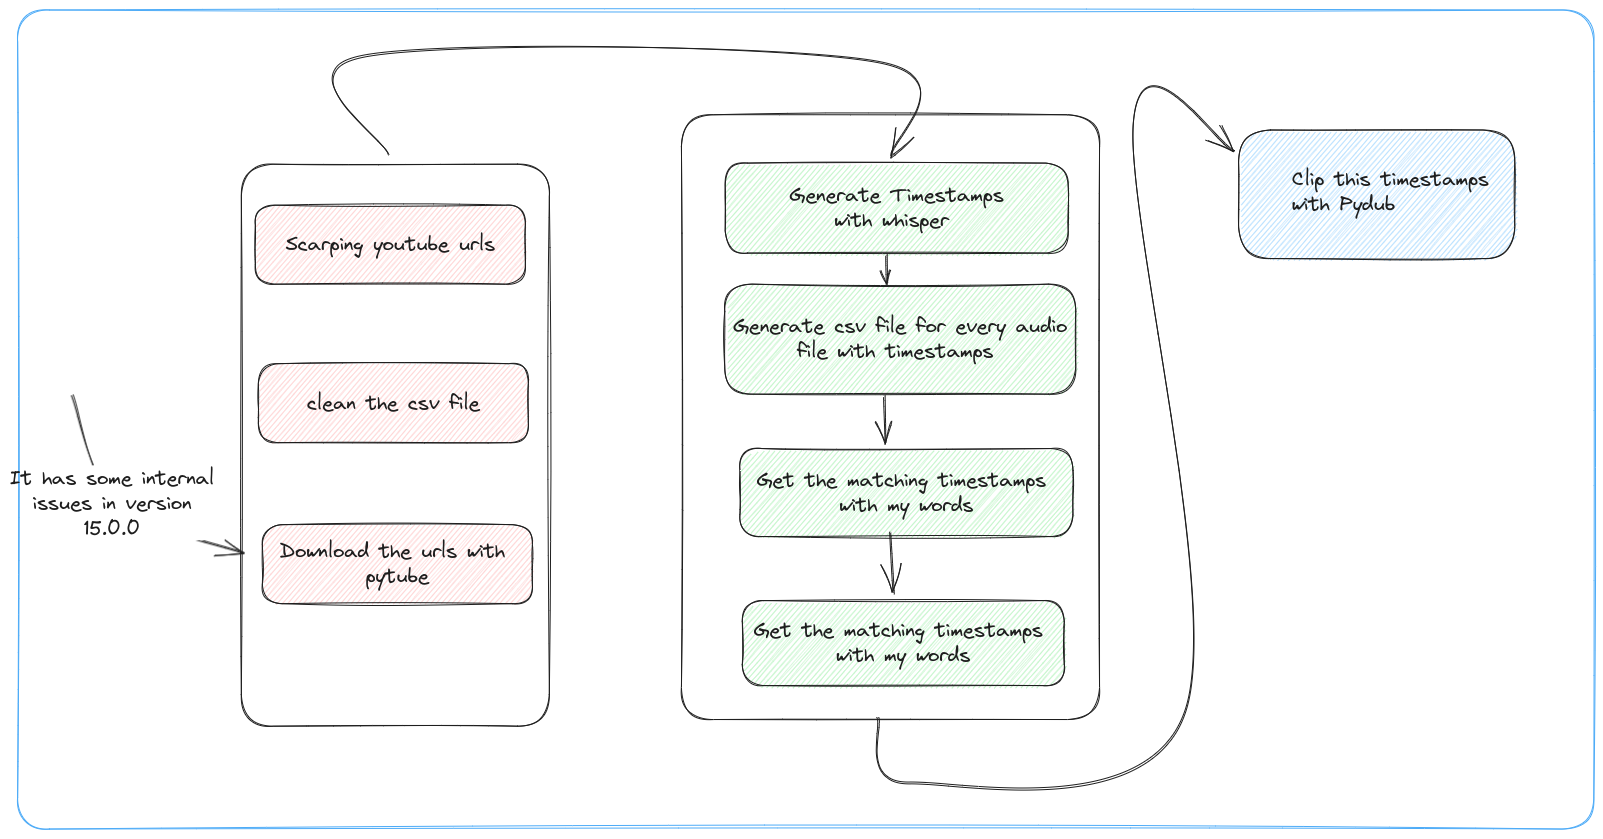 Scarping youtube urls
clean the csv file
It has some internal
issues in version
15.0.0
Download the urls with
pytube
Generate Timestamps
with whisper
Generate csv file for every audio
file with timestamps
Get the matching timestamps
with my words
Get the matching timestamps
with my words
Clip this timestamps
with Pydub